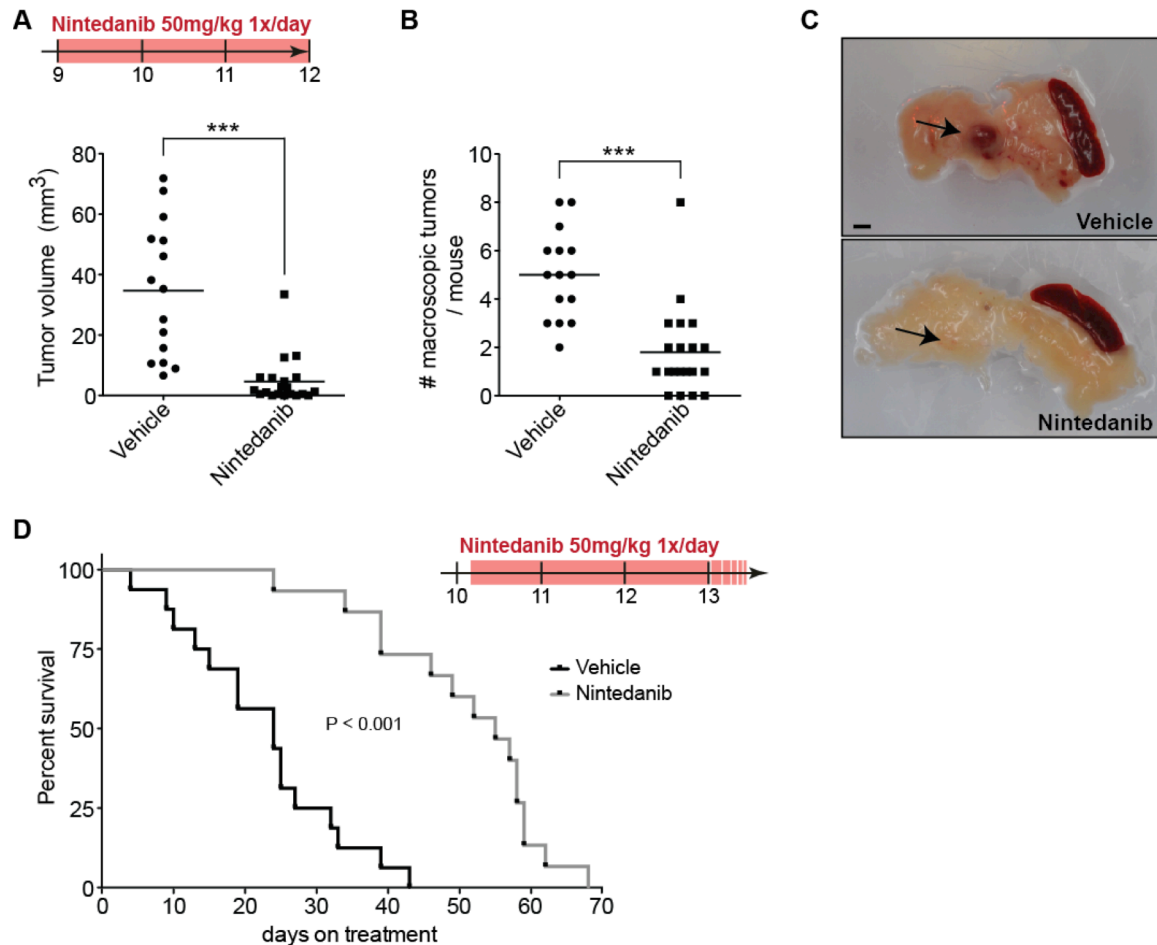 A
Nintedanib 50mg/kg 1x/day
9 10 11 12
***
Tumor volume (mm3)
80
60
40
20
0
Vehicle
Nintedanib
B
***
# macroscopic tumors
/ mouse
10
8
6
4
2
0
Vehicle
Nintedanib
C
Vehicle
Nintedanib
D
Nintedanib 50mg/kg 1x/day
10 11 12 13
Percent survival
100
75
50
25
0
Vehicle
Nintedanib
P < 0.001
0 10 20 30 40 50 60 70
days on treatment